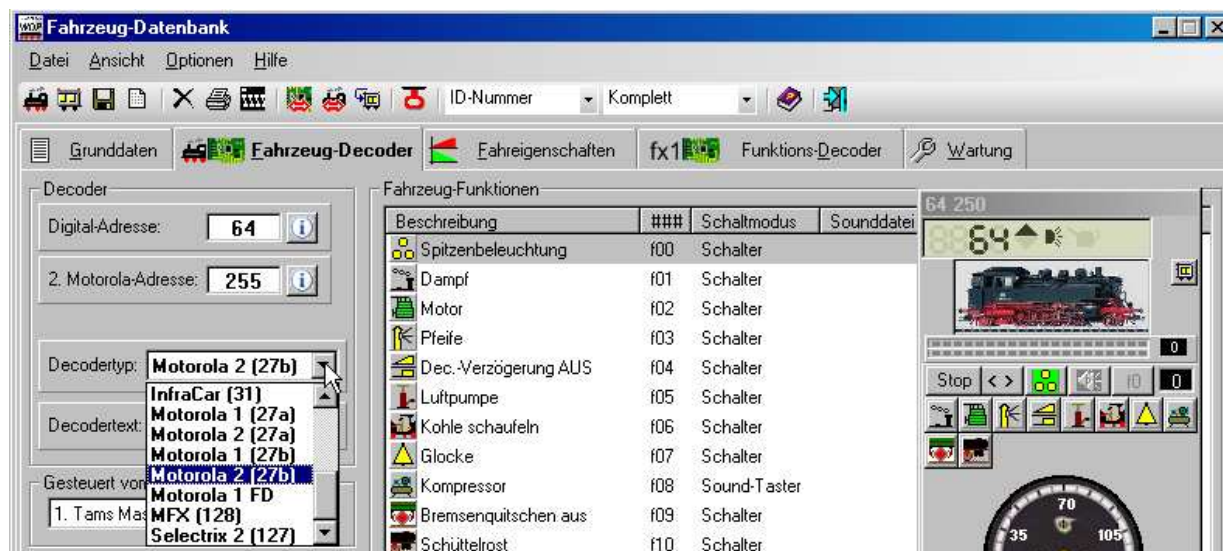 Fahrzeug-Datenbank
Datei Ansicht Optionen Hilfe
ID-Nummer Komplett
Grunddaten Fahrzeug-Decoder Fahreigenschaften fx1 Funktions-Decoder Wartung
Decoder
Digital-Adresse: 64
2. Motorola-Adresse: 255
Decodertyp: Motorola 2 (27b)
InfraCar (31)
Motorola 1 (27a)
Motorola 2 (27a)
Motorola 1 (27b)
Motorola 2 (27b)
Motorola 1 FD
MFX (128)
Selectrix 2 (127)
Decodertext:
Gesteuert von
1. Tams Mas
Fahrzeug-Funktionen
Beschreibung ### Schaltmodus Sounddatei
Spitzenbeleuchtung f00 Schalter
Dampf f01 Schalter
Motor f02 Schalter
Pfeife f03 Schalter
Dec.-Verzögerung AUS f04 Schalter
Luftpumpe f05 Schalter
Kohle schaufeln f06 Schalter
Glocke f07 Schalter
Kompressor f08 Sound-Taster
Bremsenquitschen aus f09 Schalter
Schüttelrost f10 Schalter
64 250
64
0
Stop < > f0 0
70
35 105